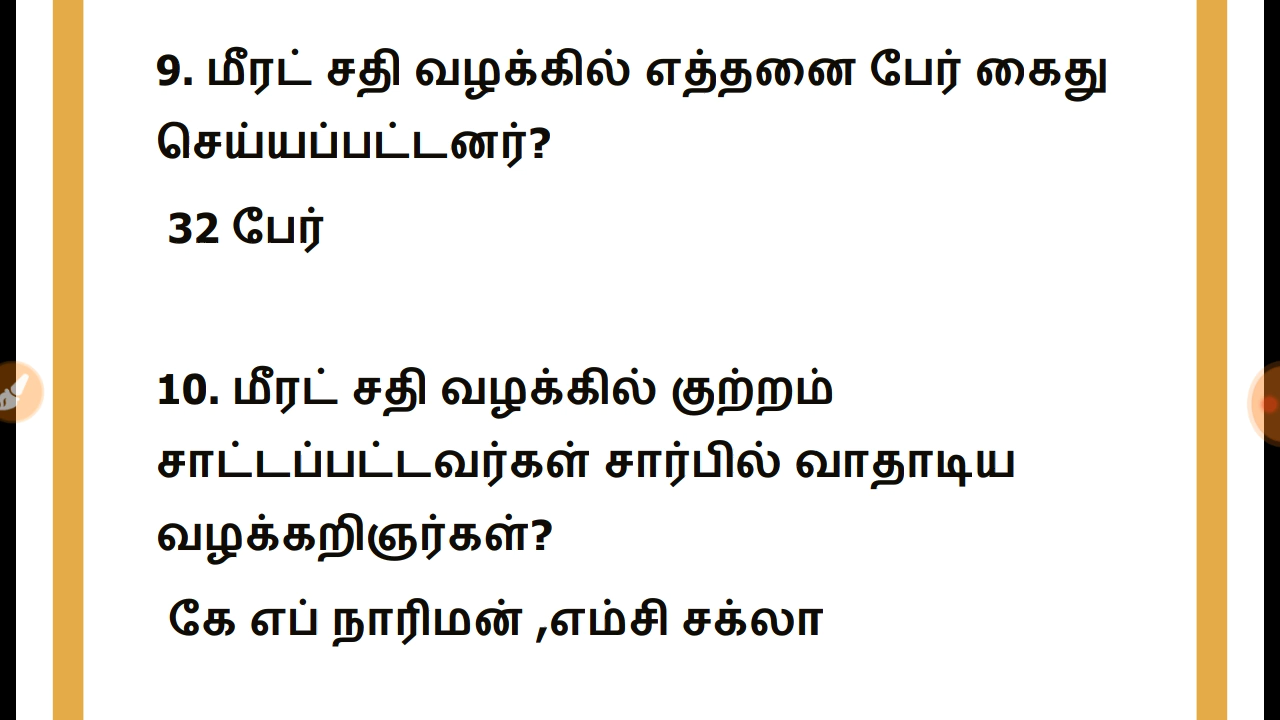 9. மீரட் சதி வழக்கில் எத்தனை பேர் கைது
செய்யப்பட்டனர்?
32 பேர்
10. மீரட் சதி வழக்கில் குற்றம்
சாட்டப்பட்டவர்கள் சார்பில் வாதாடிய
வழக்கறிஞர்கள்?
கே எப் நாரிமன் ,எம்சி சக்லா